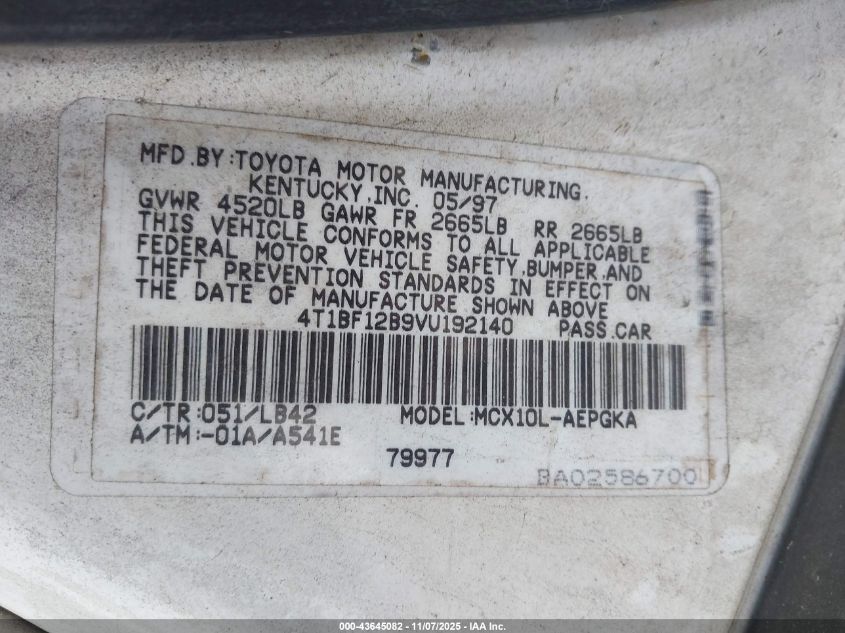 MFD.BY:TOYOTA MOTOR MANUFACTURING,
KENTUCKY,INC. 05/97
GVWR 4520LB GAWR FR 2665LB RR 2665LB
THIS VEHICLE CONFORMS TO ALL APPLICABLE
FEDERAL MOTOR VEHICLE SAFETY,BUMPER,AND
THEFT PREVENTION STANDARDS IN EFFECT ON
THE DATE OF MANUFACTURE SHOWN ABOVE
4T1BF12B9VU192140 PASS.CAR
C/TR:051/LB42 MODEL:MCX10L-AEPGKA
A/TM:-01A/A541E
79977
BA02586700
000-43645082 - 11/07/2025 - IAA Inc.